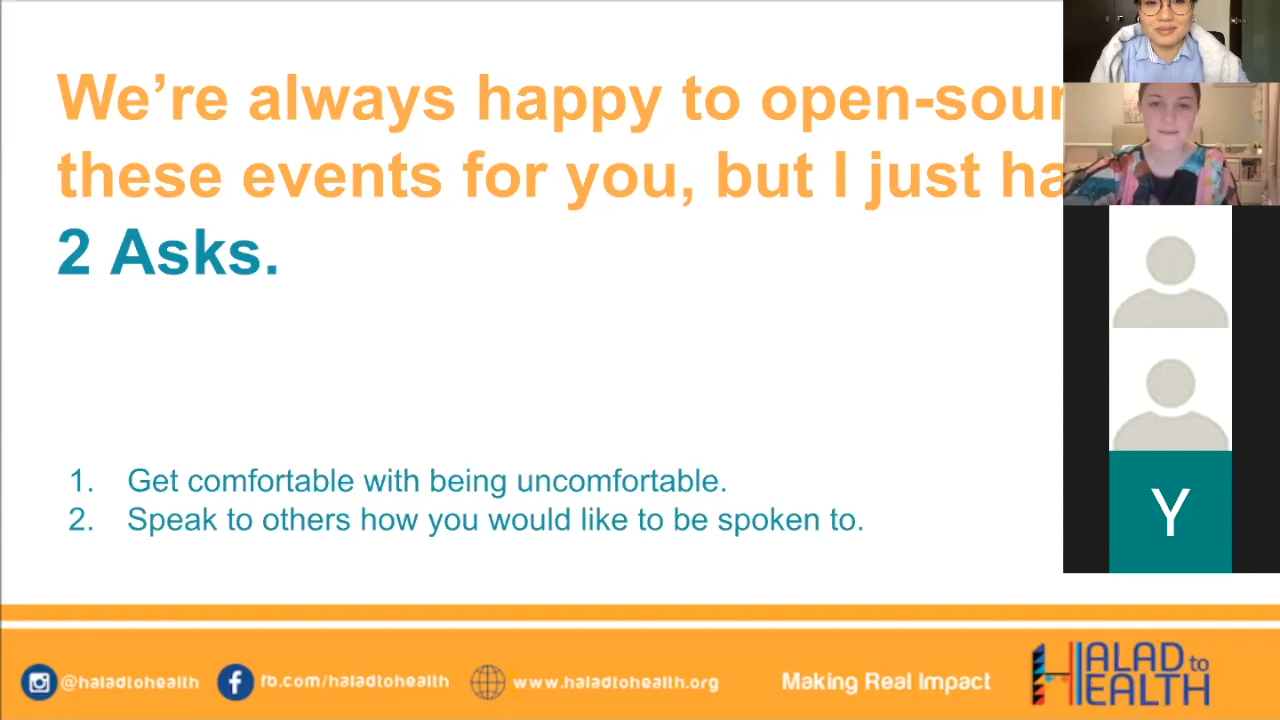 We're always happy to open-sour
these events for you, but I just ha
2 Asks.
1. Get comfortable with being uncomfortable.
2. Speak to others how you would like to be spoken to.
Y
@haladtohealth
fb.com/haladtohealth
www.haladtohealth.org
Making Real Impact
HALAD to
HEALTH